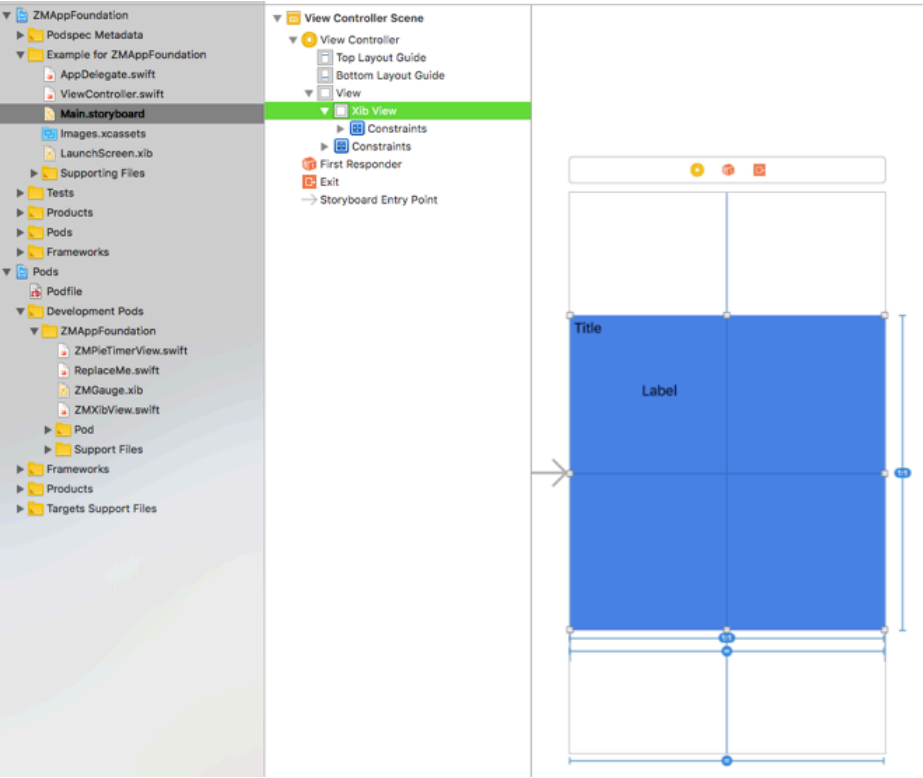 ZMAppFoundation
Podspec Metadata
Example for ZMAppFoundation
AppDelegate.swift
ViewController.swift
Main.storyboard
Images.xcassets
LaunchScreen.xib
Supporting Files
Tests
Products
Pods
Frameworks
Pods
Podfile
Development Pods
ZMAppFoundation
ZMPieTimerView.swift
ReplaceMe.swift
ZMGauge.xib
ZMXibView.swift
Pod
Support Files
Frameworks
Products
Targets Support Files
View Controller Scene
View Controller
Top Layout Guide
Bottom Layout Guide
View
Xib View
Constraints
Constraints
First Responder
Exit
Storyboard Entry Point
Title
Label
1:1
1:1